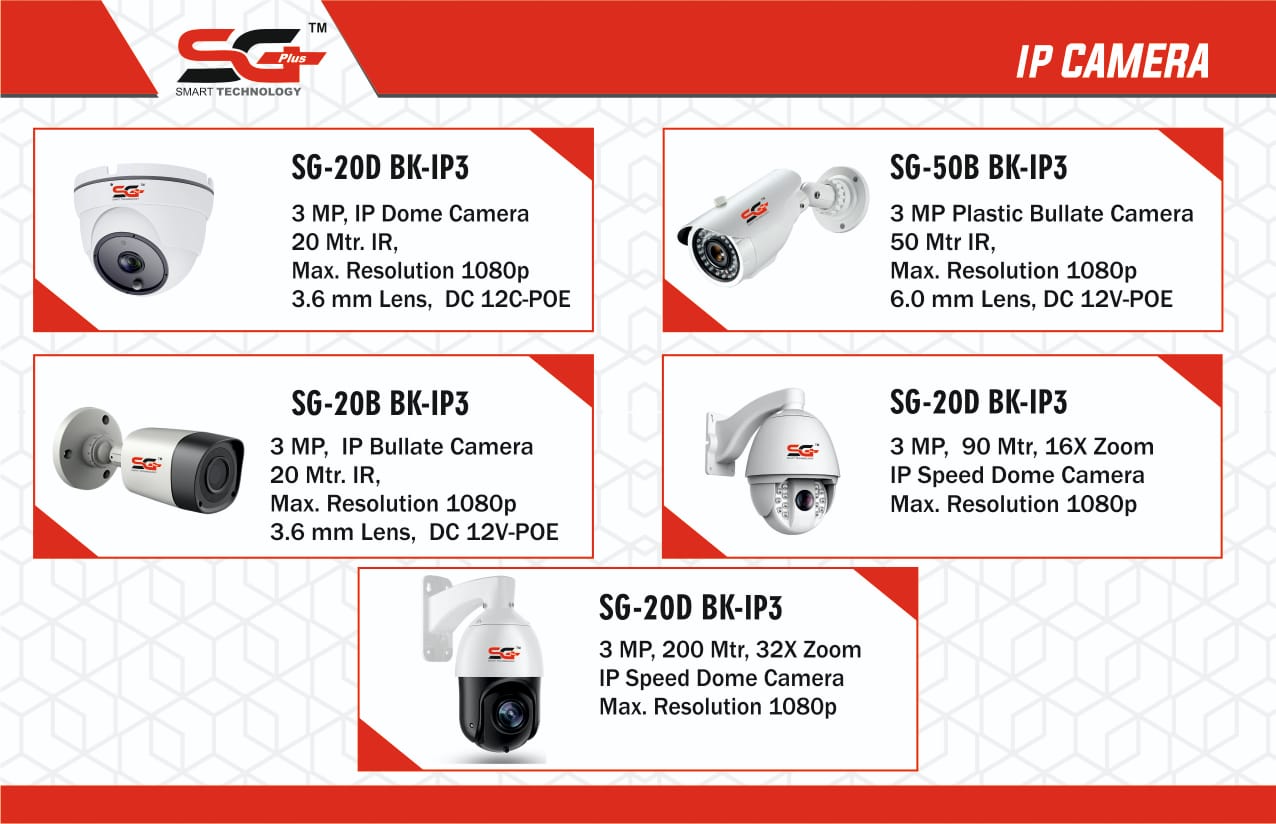 SG Plus TM
SMART TECHNOLOGY
IP CAMERA
SG-20D BK-IP3
3 MP, IP Dome Camera
20 Mtr. IR,
Max. Resolution 1080p
3.6 mm Lens, DC 12C-POE
SG-50B BK-IP3
3 MP Plastic Bullate Camera
50 Mtr IR,
Max. Resolution 1080p
6.0 mm Lens, DC 12V-POE
SG-20B BK-IP3
3 MP, IP Bullate Camera
20 Mtr. IR,
Max. Resolution 1080p
3.6 mm Lens, DC 12V-POE
SG-20D BK-IP3
3 MP, 90 Mtr, 16X Zoom
IP Speed Dome Camera
Max. Resolution 1080p
SG-20D BK-IP3
3 MP, 200 Mtr, 32X Zoom
IP Speed Dome Camera
Max. Resolution 1080p